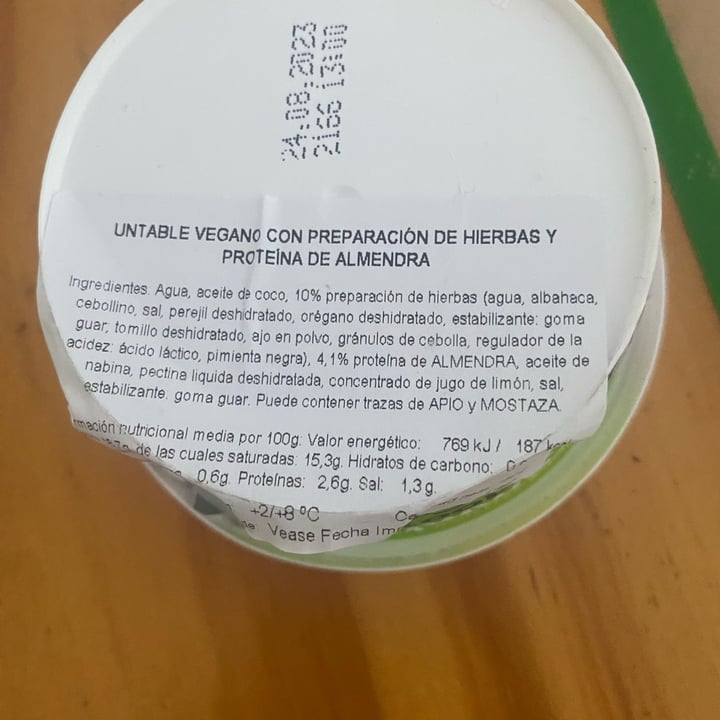 24.08.2023
2166 13:00
UNTABLE VEGANO CON PREPARACIÓN DE HIERBAS Y
PROTEÍNA DE ALMENDRA
Ingredientes. Agua, aceite de coco, 10% preparación de hierbas (agua, albahaca,
cebollino, sal, perejil deshidratado, orégano deshidratado, estabilizante: goma
guar, tomillo deshidratado, ajo en polvo, gránulos de cebolla, regulador de la
acidez: ácido láctico, pimienta negra), 4,1% proteína de ALMENDRA, aceite de
nabina, pectina liquida deshidratada, concentrado de jugo de limón, sal,
estabilizante. goma guar. Puede contener trazas de APIO y MOSTAZA.
nutricional media por 100g: Valor energético: 769 kJ / 187
de las cuales saturadas: 15,3g. Hidratos de carbono:
0,6g. Proteínas: 2,6g. Sal: 1,3g.
+2/+8 ºC
Vease Fecha